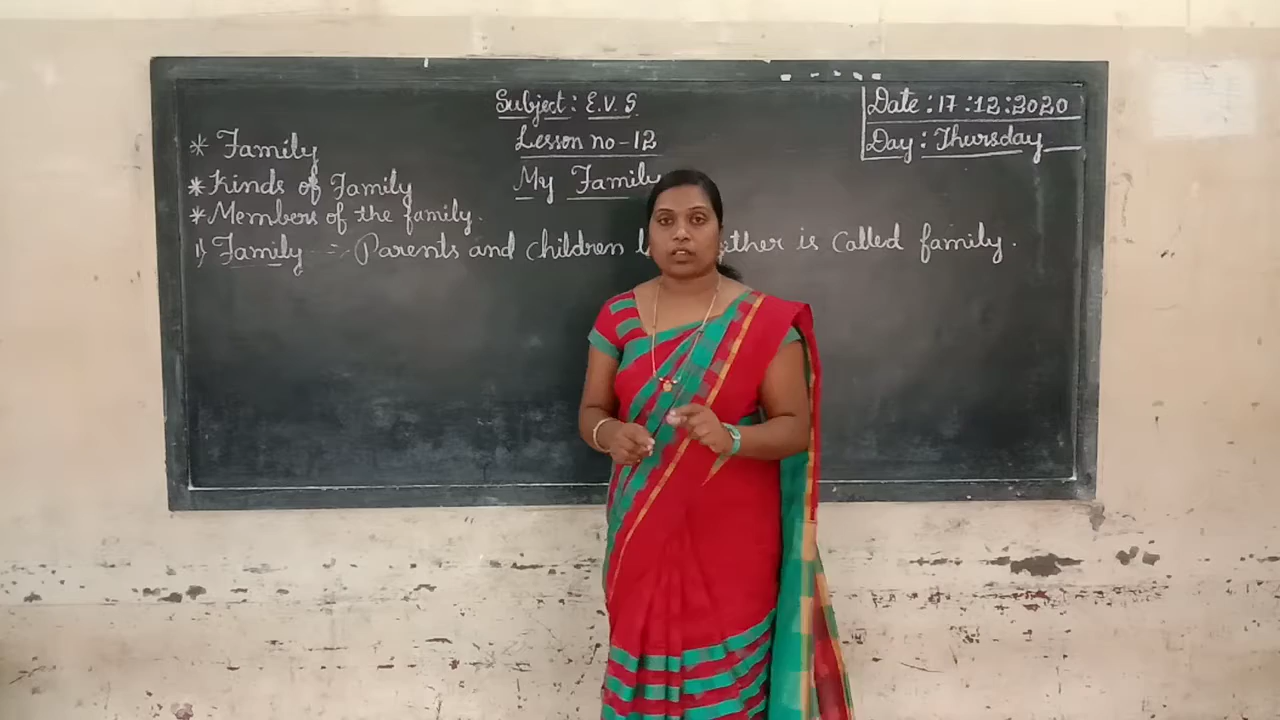 Subject : E.V.S
Date : 17 : 12 : 2020
Lesson no - 12
Day : Thursday
My Family
* Family
* Kinds of Family
* Members of the family.
1) Family :- Parents and children is called family.